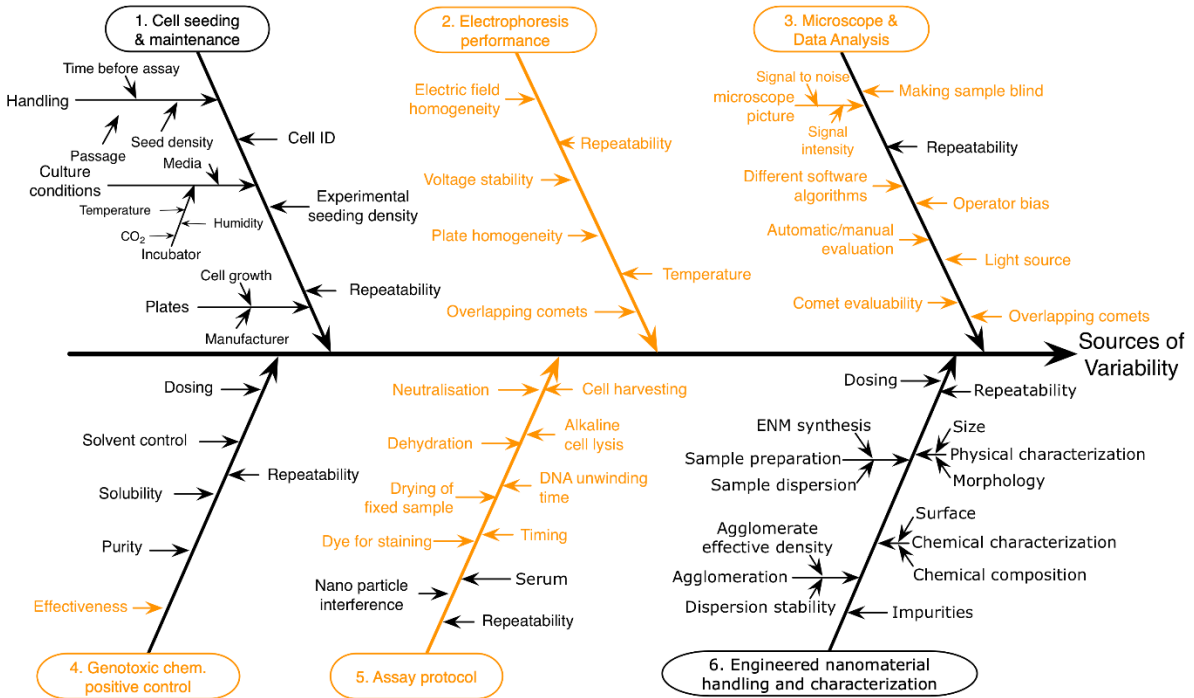 1. Cell seeding
& maintenance
Time before assay
Handling
Passage
Seed density
Cell ID
Culture
conditions
Media
Temperature
Humidity
CO2
Incubator
Experimental
seeding density
Cell growth
Plates
Manufacturer
Repeatability
2. Electrophoresis
performance
Electric field
homogeneity
Repeatability
Voltage stability
Plate homogeneity
Temperature
Overlapping comets
3. Microscope &
Data Analysis
Signal to noise
microscope
picture
Signal
intensity
Making sample blind
Repeatability
Different software
algorithms
Operator bias
Automatic/manual
evaluation
Light source
Comet evaluability
Overlapping comets
Sources of
Variability
Dosing
Solvent control
Repeatability
Solubility
Purity
Effectiveness
4. Genotoxic chem.
positive control
Neutralisation
Cell harvesting
Dehydration
Alkaline
cell lysis
Drying of
fixed sample
DNA unwinding
time
Dye for staining
Timing
Nano particle
interference
Serum
Repeatability
5. Assay protocol
Dosing
Repeatability
ENM synthesis
Sample preparation
Sample dispersion
Size
Physical characterization
Morphology
Agglomerate
effective density
Agglomeration
Dispersion stability
Surface
Chemical characterization
Chemical composition
Impurities
6. Engineered nanomaterial
handling and characterization